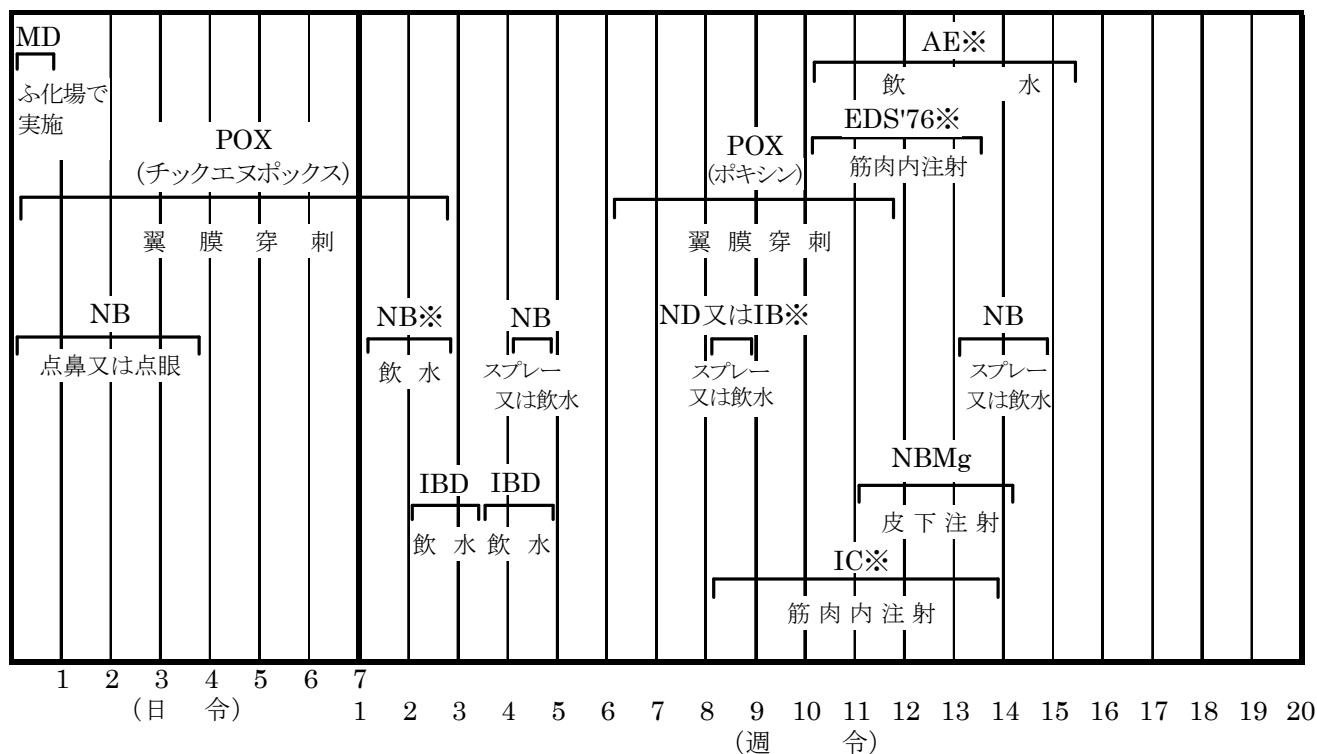 MD
ふ化場で
実施
POX
(チックエヌポックス)
翼膜穿刺
NB
点鼻又は点眼
NB※
飲水
NB
スプレー
又は飲水
IBD
飲水
IBD
飲水
AE※
飲水
EDS'76※
筋肉内注射
POX
(ポキシン)
翼膜穿刺
ND又はIB※
スプレー
又は飲水
NB
スプレー
又は飲水
NBMg
皮下注射
IC※
筋肉内注射
1 2 3 4 5 6 7
(日 令)
1 2 3 4 5 6 7 8 9 10 11 12 13 14 15 16 17 18 19 20
(週 令)